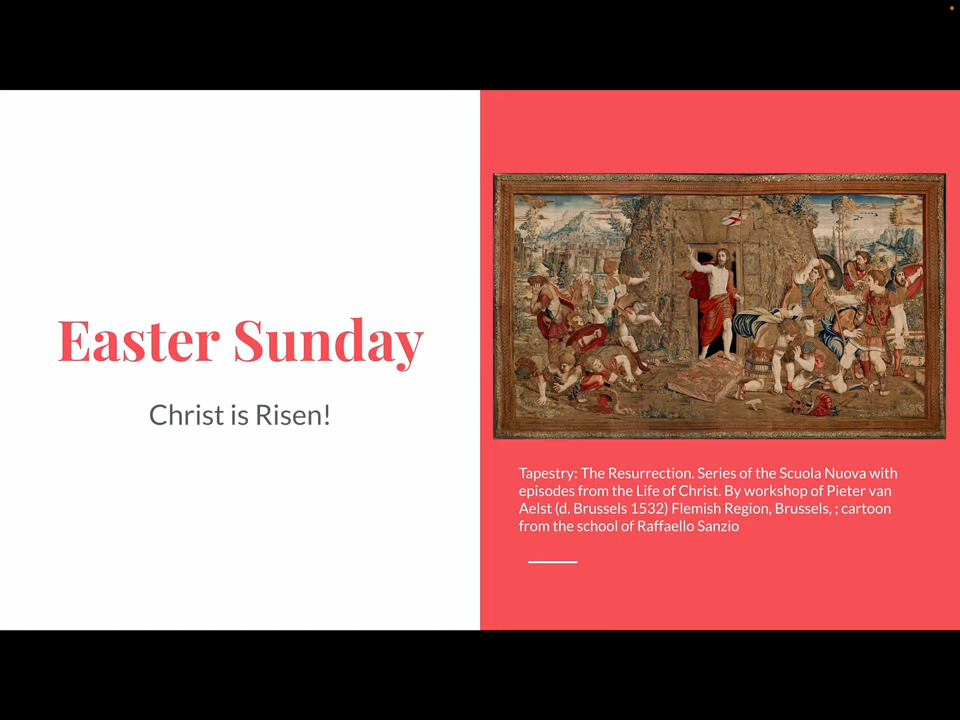 Easter Sunday
Christ is Risen!
Tapestry: The Resurrection. Series of the Scuola Nuova with
episodes from the Life of Christ. By workshop of Pieter van
Aelst (d. Brussels 1532) Flemish Region, Brussels, ; cartoon
from the school of Raffaello Sanzio